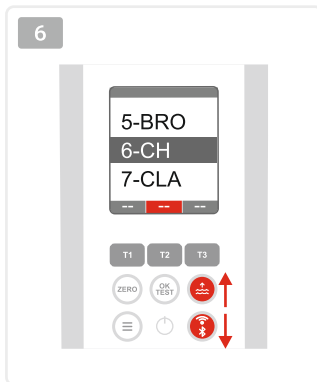 6
5-BRO
6-CH
7-CLA
-- -- --
T1 T2 T3
ZERO OK TEST